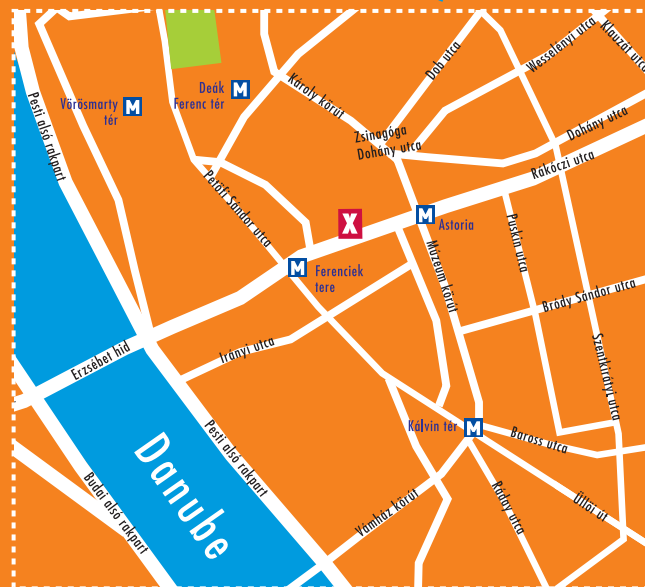 Klauzál utca
Wesselényi utca
Dob utca
Deák
Ferenc tér
M
Károly körút
Vörösmarty
tér
M
Pesti alsó rakpart
Zsinagóga
Dohány utca
Dohány utca
Rákóczi utca
Petőfi Sándor utca
X
M
Astoria
Puskin utca
Múzeum körút
M
Ferenciek
tere
Bródy Sándor utca
Irányi utca
Erzsébet híd
Szentkirályi utca
Kálvin tér
M
Baross utca
Pesti alsó rakpart
Danube
Budai alsó rakpart
Vámház körút
Ráday utca
Üllői út